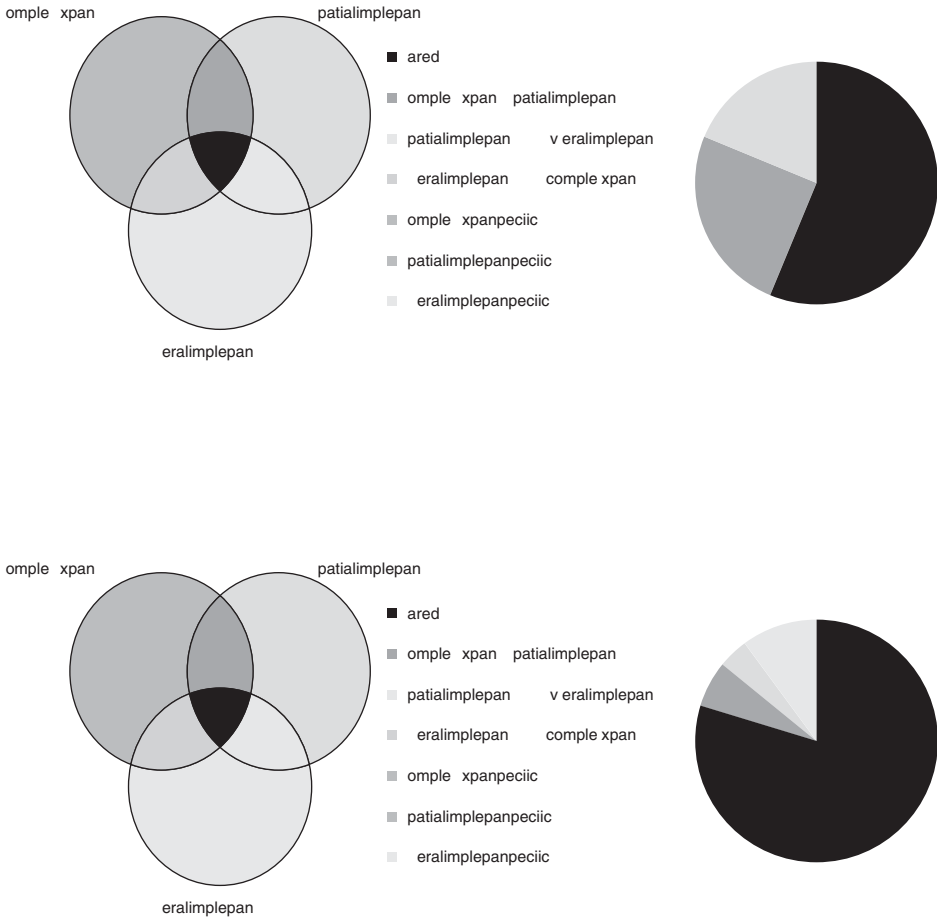 omple xpan patialimplepan
ared
omple xpan patialimplepan
patialimplepan v eralimplepan
eralimplepan comple xpan
omple xpanpeciic
patialimplepanpeciic
eralimplepanpeciic
eralimplepan
omple xpan patialimplepan
ared
omple xpan patialimplepan
patialimplepan v eralimplepan
eralimplepan comple xpan
omple xpanpeciic
patialimplepanpeciic
eralimplepanpeciic
eralimplepan